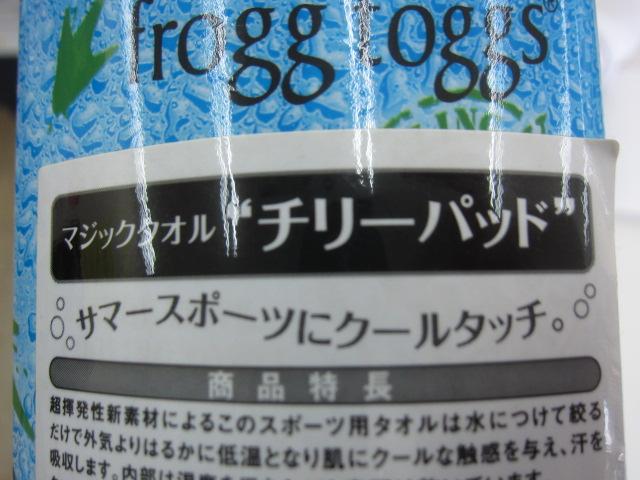 frogg toggs®
マジックタオル "チリーパッド"
サマースポーツにクールタッチ。
商品特長
超揮発性新素材によるこのスポーツ用タオルは水につけて絞る
だけで外気よりはるかに低温となり肌にクールな触感を与え、汗を
吸収します。内部は